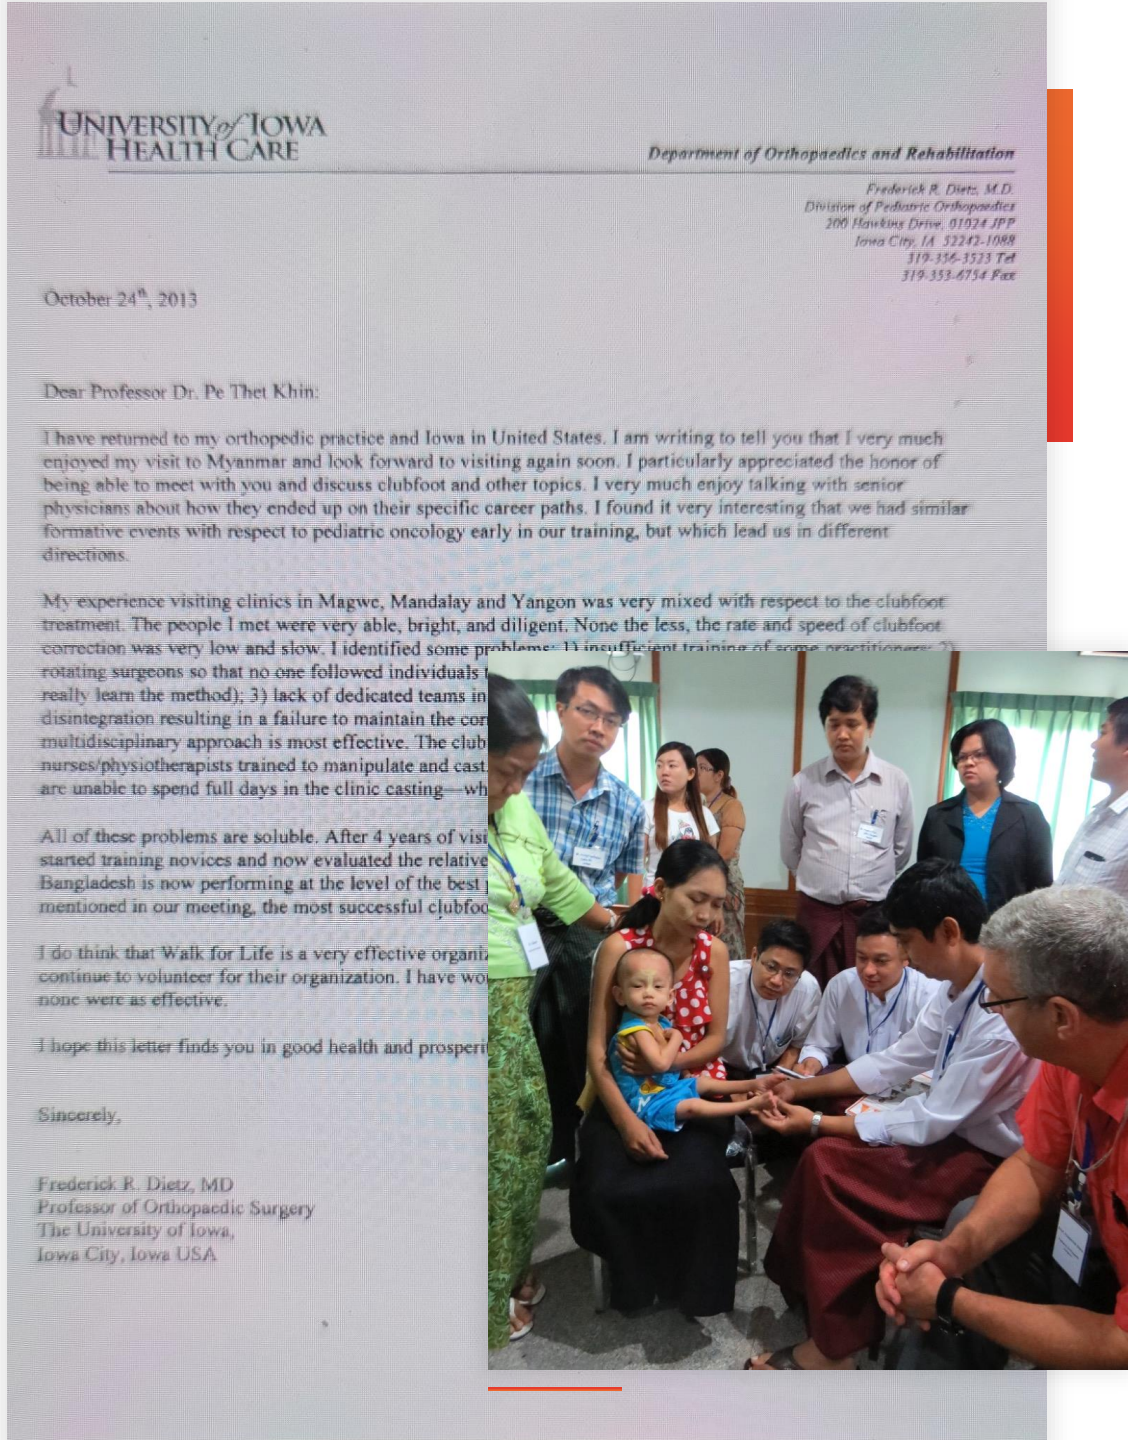 UNIVERSITY of IOWA
HEALTH CARE
Department of Orthopaedics and Rehabilitation
Frederick R. Dietz, M.D.
Division of Pediatric Orthopaedics
200 Hawkins Drive, 01024 JPP
Iowa City, IA 52242-1088
319-356-3523 Tel
319-353-6754 Fax
October 24th, 2013
Dear Professor Dr. Pe Thet Khin:
I have returned to my orthopedic practice and Iowa in United States. I am writing to tell you that I very much
enjoyed my visit to Myanmar and look forward to visiting again soon. I particularly appreciated the honor of
being able to meet with you and discuss clubfoot and other topics. I very much enjoy talking with senior
physicians about how they ended up on their specific career paths. I found it very interesting that we had similar
formative events with respect to pediatric oncology early in our training, but which lead us in different
directions.
My experience visiting clinics in Magwe, Mandalay and Yangon was very mixed with respect to the clubfoot
treatment. The people I met were very able, bright, and diligent. None the less, the rate and speed of clubfoot
correction was very low and slow. I identified some problems: 1) insufficient training of some practitioners; 2)
rotating surgeons so that no one followed individuals
really learn the method); 3) lack of dedicated teams in
disintegration resulting in a failure to maintain the
multidisciplinary approach is most effective. The
nurses/physiotherapists trained to manipulate and cast.
are unable to spend full days in the clinic casting—
All of these problems are soluble. After 4 years of
started training novices and now evaluated the relative
Bangladesh is now performing at the level of the best
mentioned in our meeting, the most successful
I do think that Walk for Life is a very effective
continue to volunteer for their organization. I have
none were as effective.
I hope this letter finds you in good health and
Sincerely,
Frederick R. Dietz, MD
Professor of Orthopaedic Surgery
The University of Iowa,
Iowa City, Iowa USA